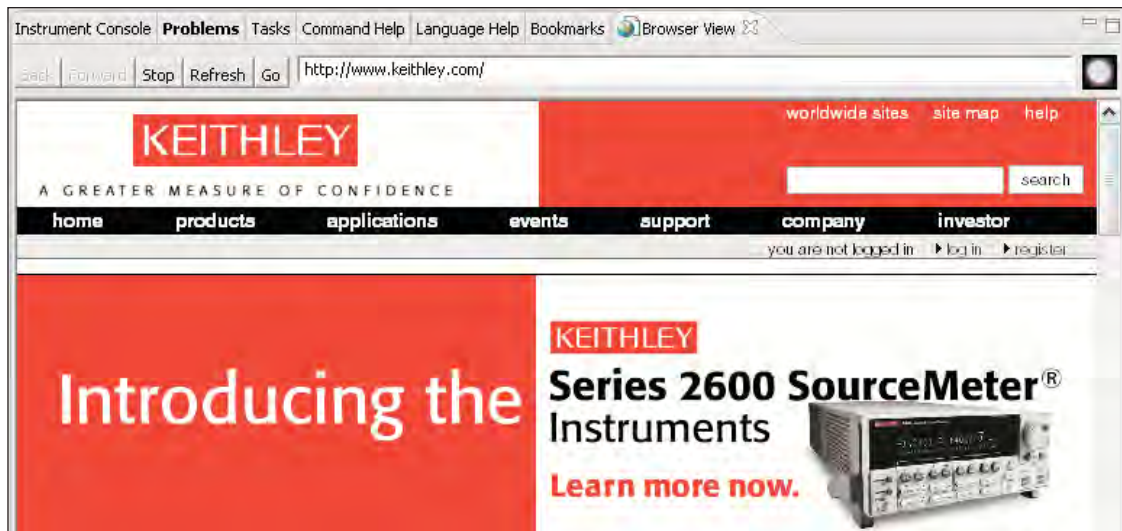 Instrument Console Problems Tasks Command Help Language Help Bookmarks Browser View
Back Forward Stop Refresh Go http://www.keithley.com/
worldwide sites site map help
KEITHLEY
search
A GREATER MEASURE OF CONFIDENCE
home products applications events support company investor
you are not logged in log in register
KEITHLEY
Introducing the Series 2600 SourceMeter®
Instruments
Learn more now.